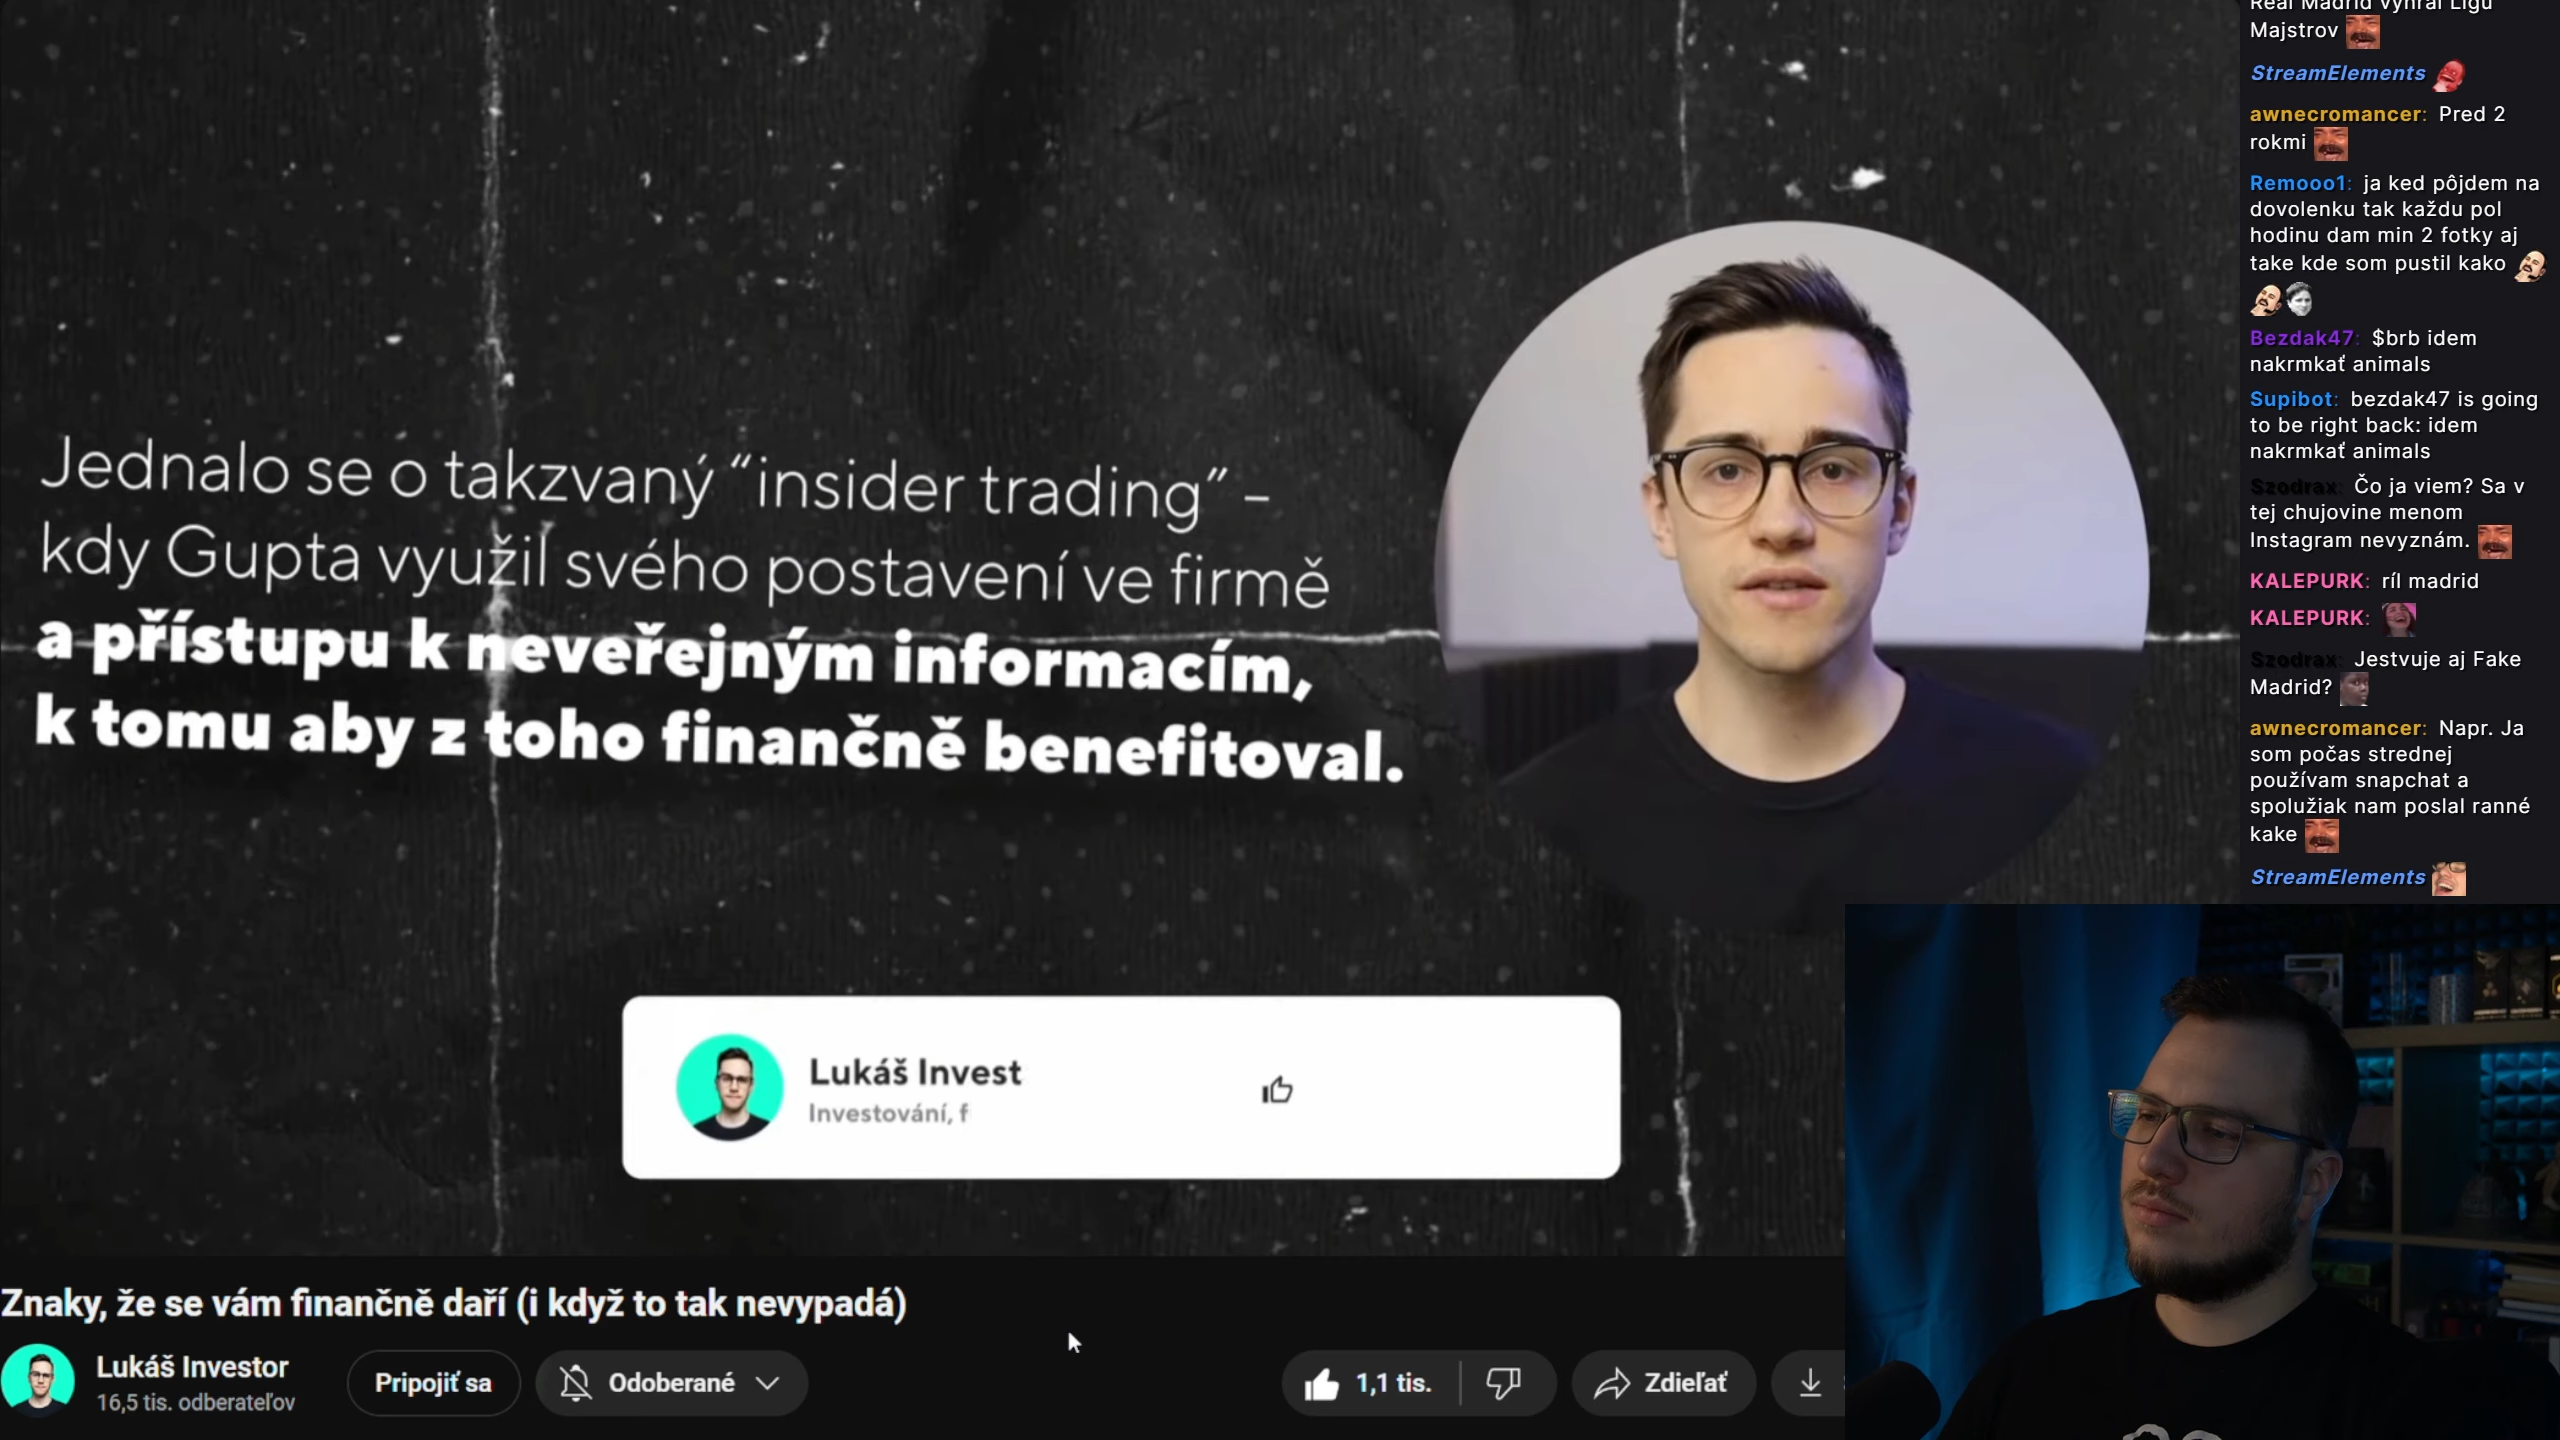 Jednalo se o takzvaný “insider trading” –
kdy Gupta využil svého postavení ve firmě
a přístupu k neveřejným informacím,
k tomu aby z toho finančně benefitoval.
Lukáš Invest
Investování, f
Znaky, že se vám finančně daří (i když to tak nevypadá)
Lukáš Investor
16,5 tis. odberateľov
Pripojiť sa
Odoberané
1,1 tis.
Zdieľať
Real Madrid vyhral Ligu
Majstrov
StreamElements
awnecromancer: Pred 2
rokmi
Remooo1: ja ked pôjdem na
dovolenku tak každu pol
hodinu dam min 2 fotky aj
take kde som pustil kako
Bezdak47: $brb idem
nakrmkať animals
Supibot: bezdak47 is going
to be right back: idem
nakrmkať animals
Szodrax: Čo ja viem? Sa v
tej chujovine menom
Instagram nevyznám.
KALEPURK: ríl madrid
KALEPURK:
Szodrax: Jestvuje aj Fake
Madrid?
awnecromancer: Napr. Ja
som počas strednej
používam snapchat a
spolužiak nam poslal ranné
kake
StreamElements